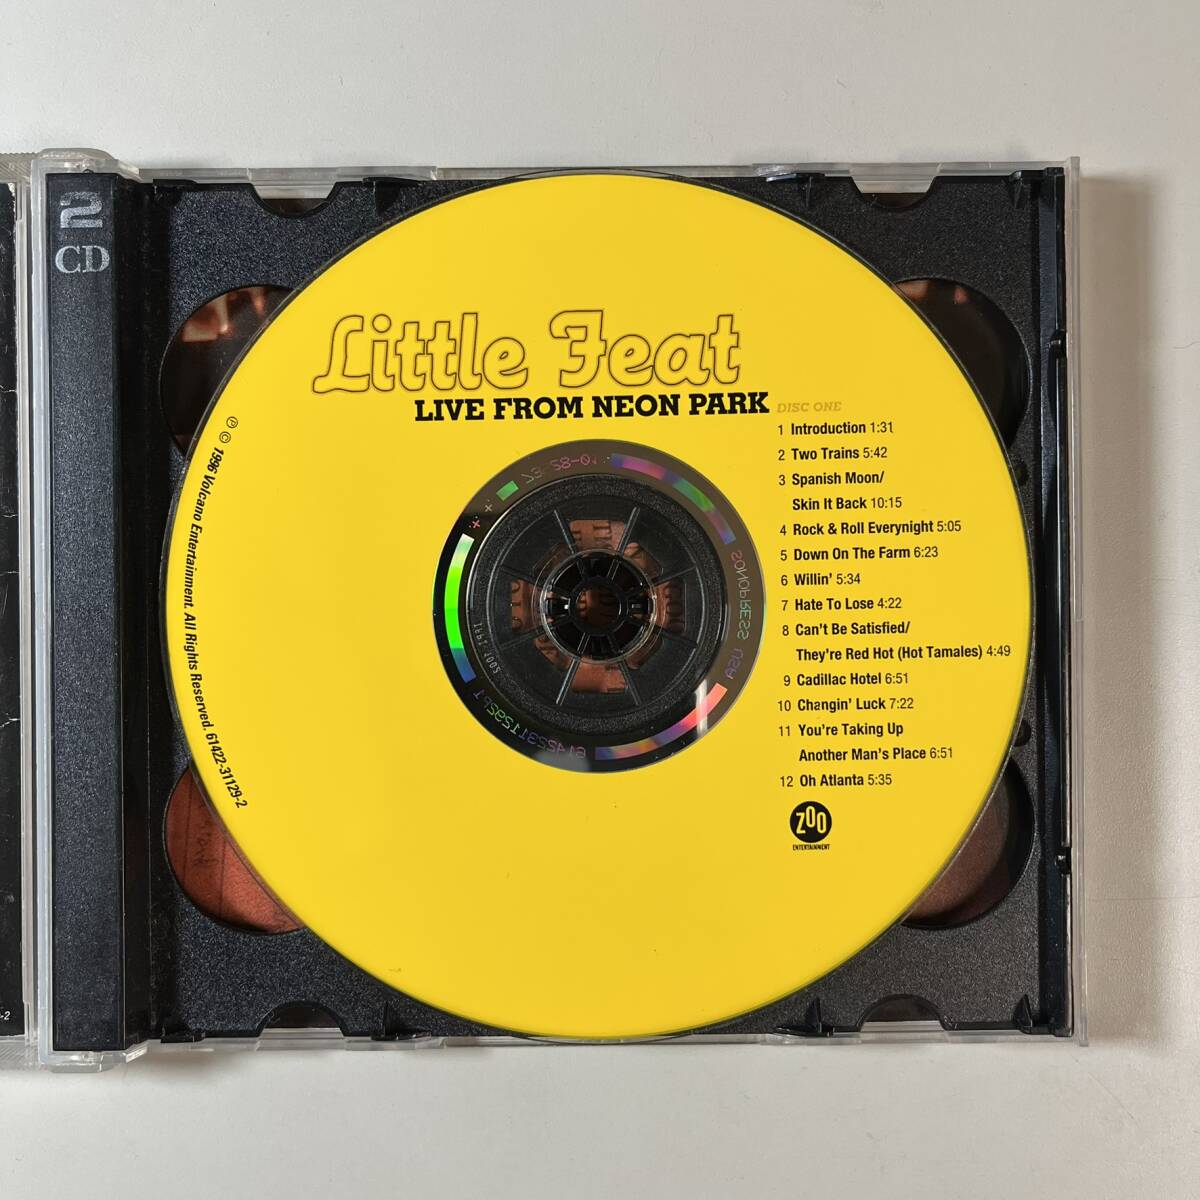 2
CD
Little Feat
LIVE FROM NEON PARK
DISC ONE
1 Introduction 1:31
2 Two Trains 5:42
3 Spanish Moon/
Skin It Back 10:15
4 Rock & Roll Everynight 5:05
5 Down On The Farm 6:23
6 Willin' 5:34
7 Hate To Lose 4:22
8 Can't Be Satisfied/
They're Red Hot (Hot Tamales) 4:49
9 Cadillac Hotel 6:51
10 Changin' Luck 7:22
11 You're Taking Up
Another Man's Place 6:51
12 Oh Atlanta 5:35
ZOO
ENTERTAINMENT
℗ © 1996 Volcano Entertainment. All Rights Reserved. 61422-31129-2
SONOPRESS USA
-2